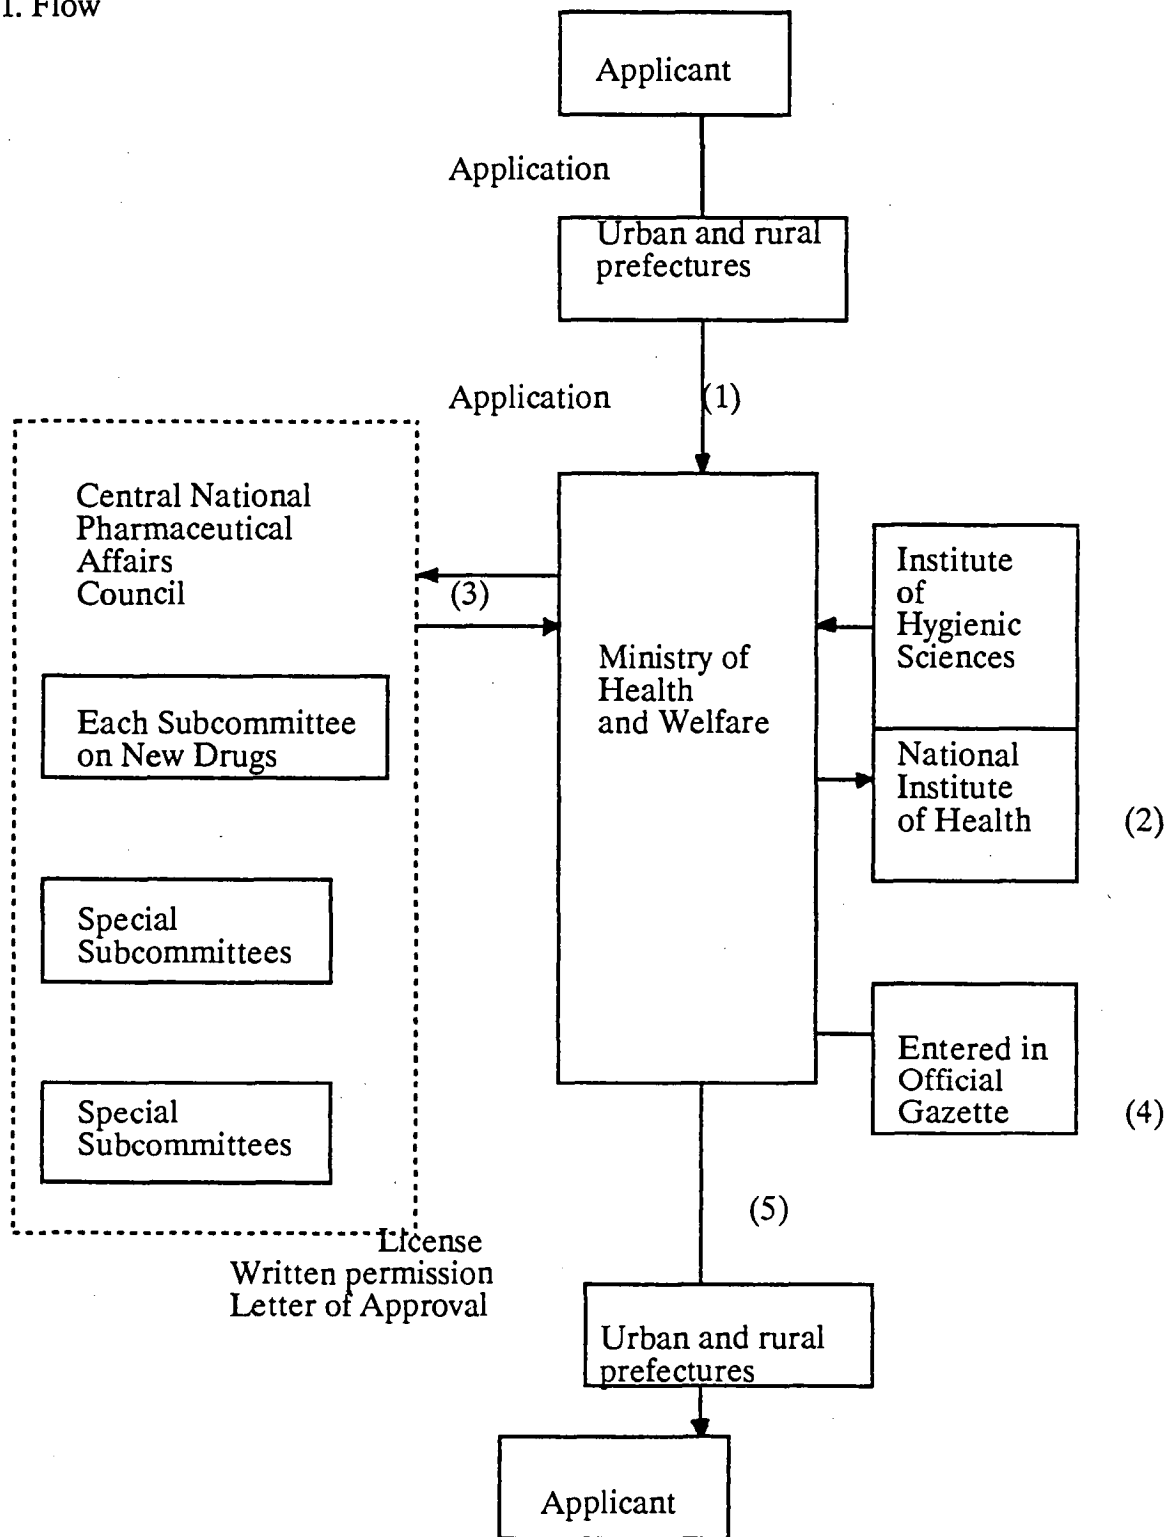 1. Flow
Applicant
Application
Urban and rural
prefectures
Application
(1)
Central National
Pharmaceutical
Affairs
Council
(3)
Each Subcommittee
on New Drugs
Special
Subcommittees
Special
Subcommittees
Ministry of
Health
and Welfare
Institute
of
Hygienic
Sciences
National
Institute
of Health
(2)
Entered in
Official
Gazette
(4)
(5)
License
Written permission
Letter of Approval
Urban and rural
prefectures
Applicant